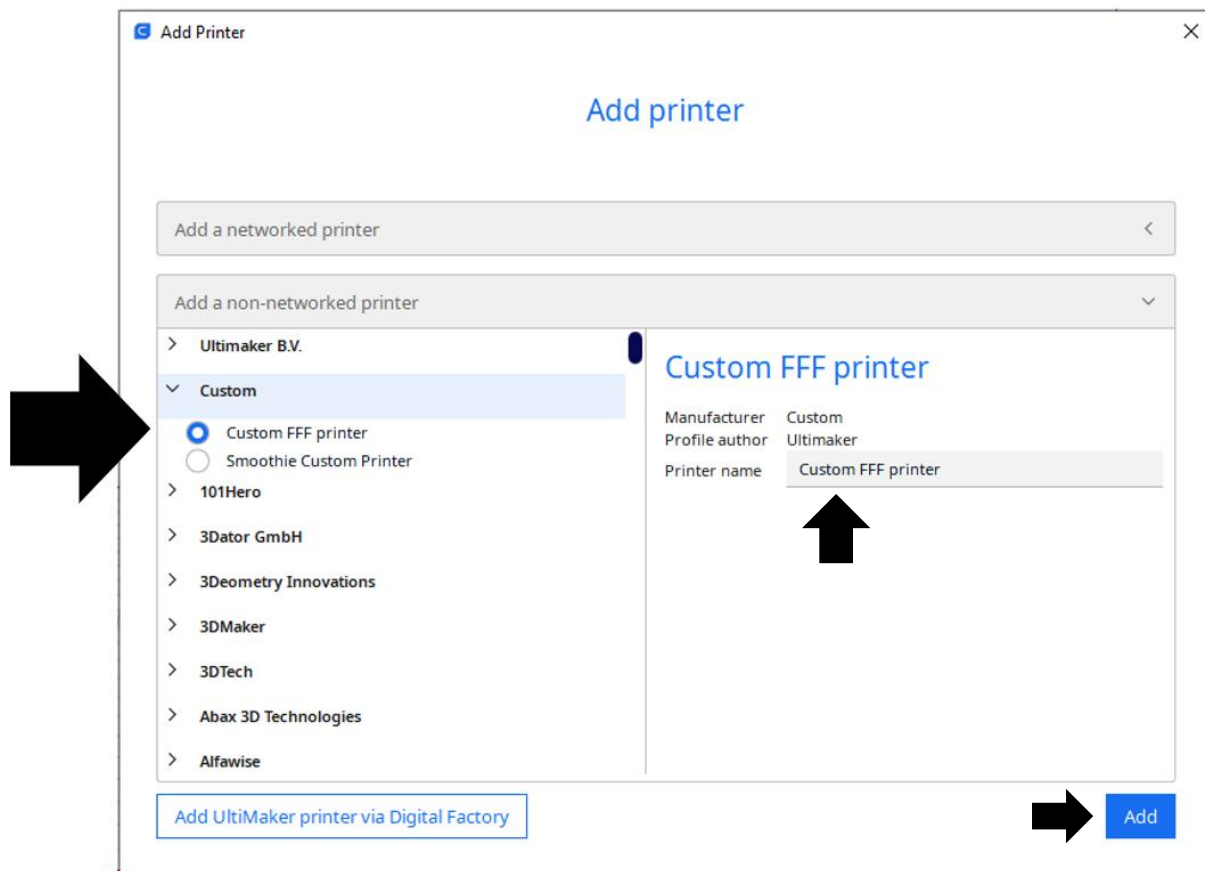 Add Printer
Add printer
Add a networked printer
Add a non-networked printer
Ultimaker B.V.
Custom
Custom FFF printer
Smoothie Custom Printer
101Hero
3Dator GmbH
3Deometry Innovations
3DMaker
3DTech
Abax 3D Technologies
Alfawise
Custom FFF printer
Manufacturer Custom
Profile author Ultimaker
Printer name Custom FFF printer
Add UltiMaker printer via Digital Factory
Add